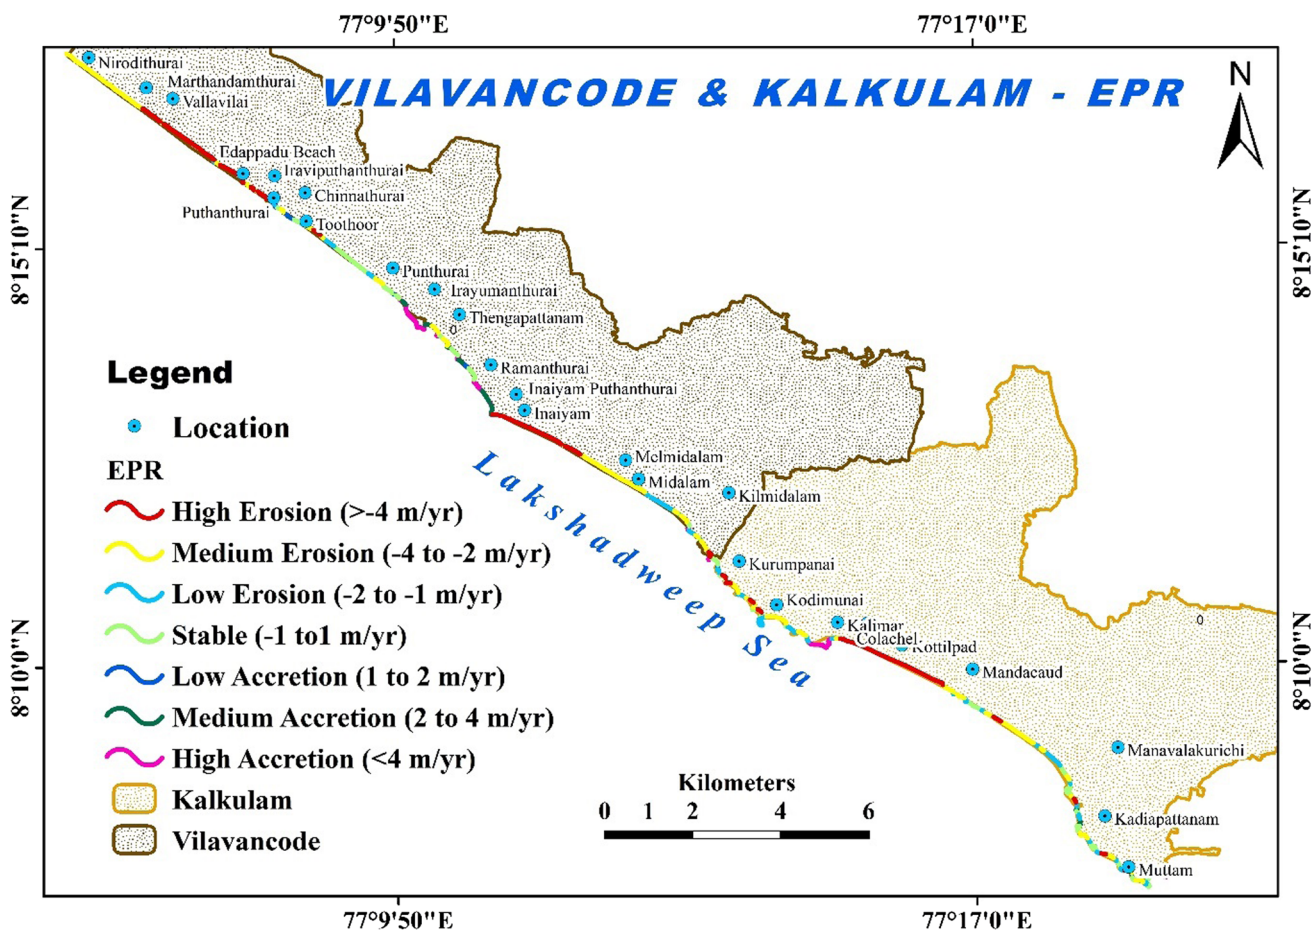 77°9'50"E
77°17'0"E
VILAVANCODE & KALKULAM - EPR
N
Nirodithurai
Marthandamthurai
Vallavilai
Edappadu Beach
Iraviputhanthurai
Chinnathurai
Puthanthurai
Toothoor
8°15'10"N
8°15'10"N
Punthurai
Irayumanthurai
Thengapattanam
0
Ramanthurai
Inaiyam Puthanthurai
Inaiyam
Melmidalam
Midalam
Kilmidalam
Lakshadweep Sea
Kurumpanai
Kodimunai
Kalimar
Colachel
Kottilpad
Mandacaud
0
8°10'0"N
8°10'0"N
Manavalakurichi
Kadiapattanam
Muttam
Legend
Location
EPR
High Erosion (>-4 m/yr)
Medium Erosion (-4 to -2 m/yr)
Low Erosion (-2 to -1 m/yr)
Stable (-1 to1 m/yr)
Low Accretion (1 to 2 m/yr)
Medium Accretion (2 to 4 m/yr)
High Accretion (<4 m/yr)
Kalkulam
Vilavancode
Kilometers
0 1 2 4 6
77°9'50"E
77°17'0"E